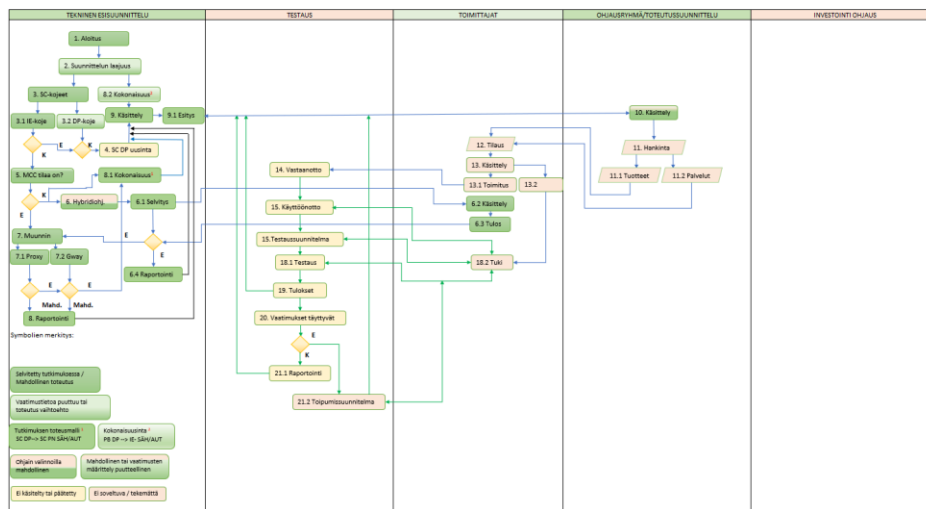 TEKNINEN ESISUUNNITTELU
TESTAUS
TOIMITTAJAT
OHJAUSRYHMÄ/TOTEUTUSSUUNNITTELU
INVESTOINTI OHJAUS
1. Aloitus
2. Suunnittelun laajuus
3. SC-kojeet
8.2 Kokonaisuus²
3.1 IE-koje
3.2 DP-koje
9. Käsittely
9.1 Esitys
E
E
K
K
4. SC DP uusinta
5. MCC tilaa on?
8.1 Kokonaisuus¹
K
6. Hybridiohj.
6.1 Selvitys
E
7. Muunnin
E
K
7.1 Proxy
7.2 Gway
E
6.4 Raportointi
E
E
Mahd.
Mahd.
8. Raportointi
14. Vastaanotto
15. Käyttöönotto
15.Testaussuunnitelma
18.1 Testaus
19. Tulokset
20. Vaatimukset täyttyvät
E
K
21.1 Raportointi
21.2 Toipumissuunnitelma
12. Tilaus
13. Käsittely
13.1 Toimitus
13.2
6.2 Käsittely
6.3 Tulos
18.2 Tuki
10. Käsittely
11. Hankinta
11.1 Tuotteet
11.2 Palvelut
Symbolien merkitys:
Selvitetty tutkimuksessa /
Mahdollinen toteutus
Vaatimustietoa puuttuu tai
toteutus vaihtoehto
Tutkimuksen toteusmalli ¹
SC DP--> SC PN SÄH/AUT
Kokonaisuusinta ²
PB DP --> IE- SÄH/AUT
Ohjain valinnoilla
mahdollinen
Mahdollinen tai vaatimusten
määrittely puutteellinen
Ei käsitelty tai päätetty
Ei soveltuva / tekemättä